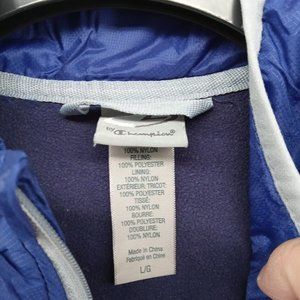 by Champion
100% NYLON
FILLING:
100% POLYESTER
LINING:
100% NYLON
EXTÉRIEUR: TRICOT:
100% POLYESTER
TISSÉ:
100% NYLON
BOURRE:
100% POLYESTER
DOUBLURE:
100% NYLON
Made in China
Fabriqué en Chine
L/G